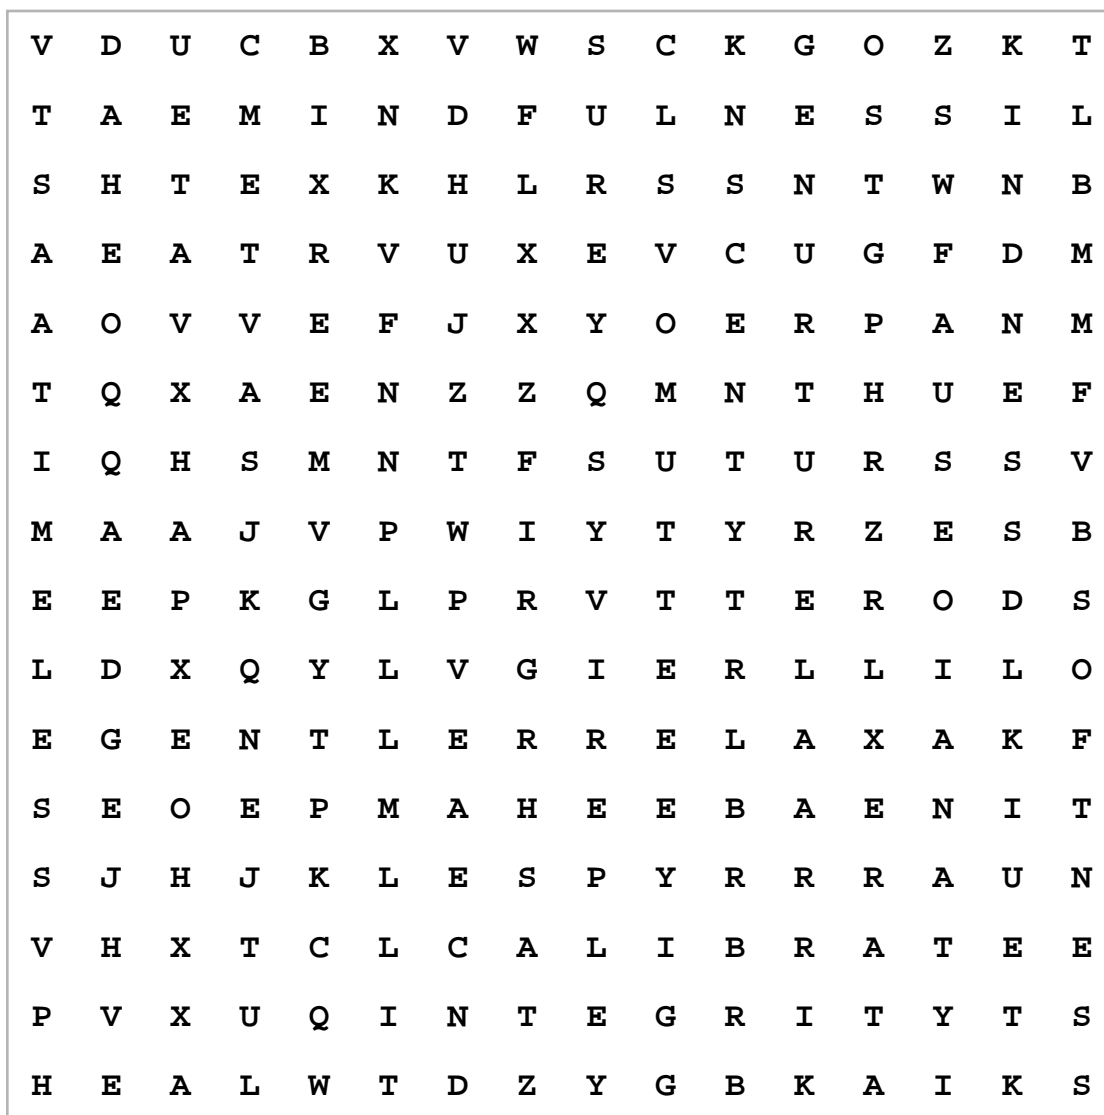 V D U C B X V W S C K G O Z K T
T A E M I N D F U L N E S S I L
S H T E X K H L R S S N T W N B
A E A T R V U X E V C U G F D M
A O V V E F J X Y O E R P A N M
T Q X A E N Z Z Q M N T H U E F
I Q H S M N T F S U T U R S S V
M A A J V P W I Y T Y R Z E S B
E E P K G L P R V T T E R O D S
L D X Q Y L V G I E R L L I L O
E G E N T L E R R E L A X A K F
S E O E P M A H E E B A E N I T
S J H J K L E S P Y R R R A U N
V H X T C L C A L I B R A T E E
P V X U Q I N T E G R I T Y T S
H E A L W T D Z Y G B K A I K S